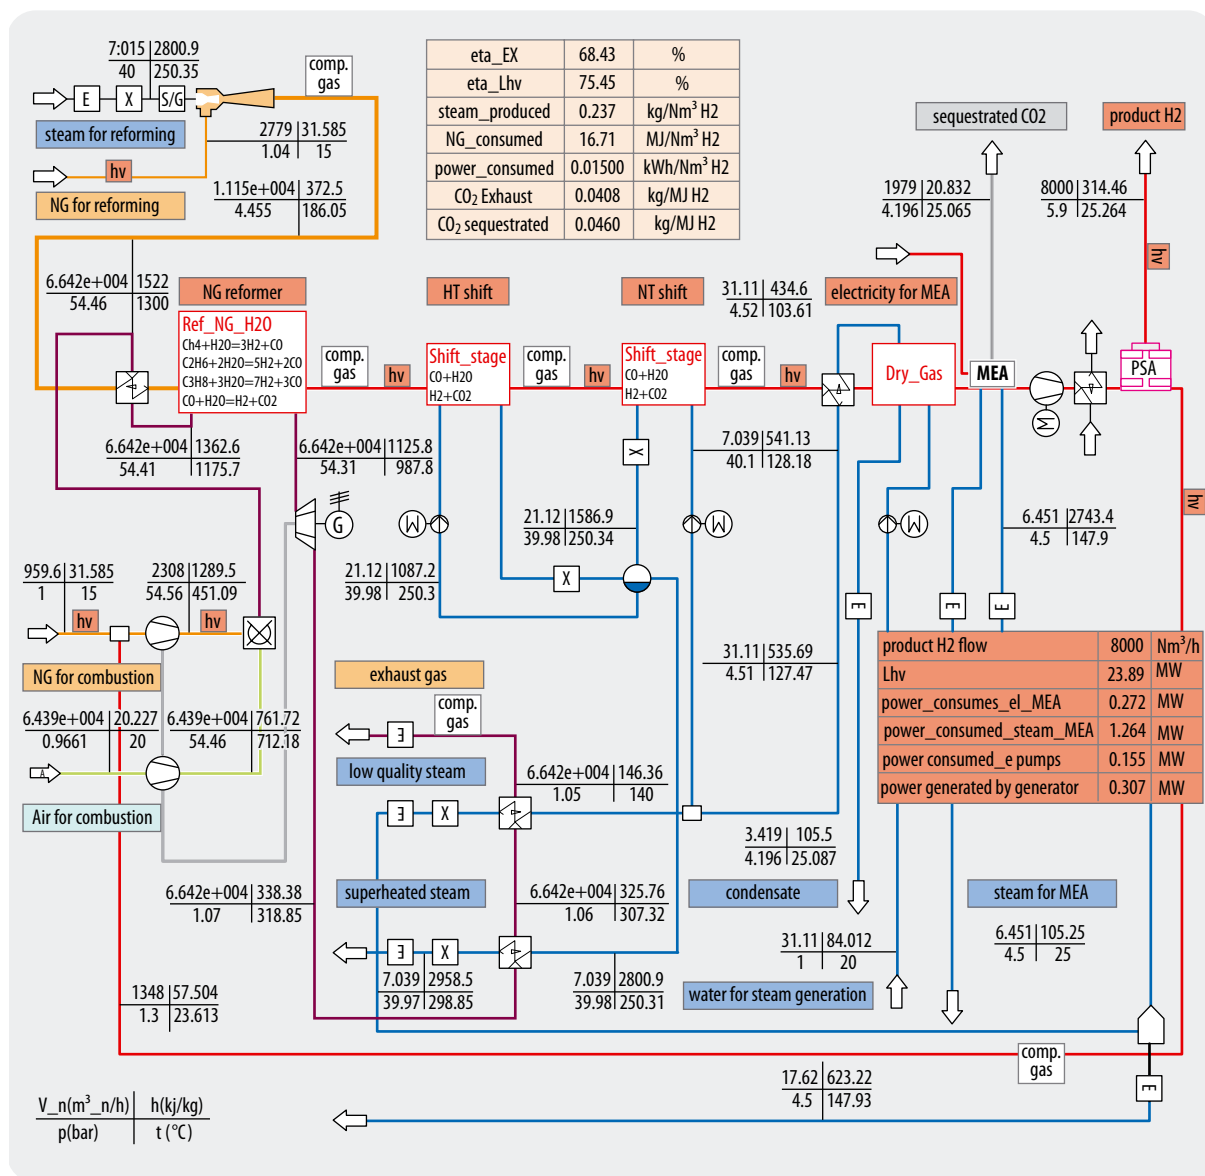 7:015 2800.9
40 250.35
E X S/G
comp.
gas
steam for reforming
2779 31.585
1.04 15
hv
NG for reforming
1.115e+004 372.5
4.455 186.05
eta_EX 68.43 %
eta_Lhv 75.45 %
steam_produced 0.237 kg/Nm³ H2
NG_consumed 16.71 MJ/Nm³ H2
power_consumed 0.01500 kWh/Nm³ H2
CO₂ Exhaust 0.0408 kg/MJ H2
CO₂ sequestrated 0.0460 kg/MJ H2
sequestrated CO2
product H2
1979 20.832
4.196 25.065
8000 314.46
5.9 25.264
hv
6.642e+004 1522
54.46 1300
NG reformer
HT shift
NT shift
31.11 434.6
4.52 103.61
electricity for MEA
Ref_NG_H2O
Ch4+H2O=3H2+CO
C2H6+2H2O=5H2+2CO
C3H8+3H2O=7H2+3CO
CO+H2O=H2+CO2
comp.
gas
hv
Shift_stage
CO+H2O
H2+CO2
comp.
gas
hv
Shift_stage
CO+H2O
H2+CO2
comp.
gas
hv
Dry_Gas
MEA
M
PSA
6.642e+004 1362.6
54.41 1175.7
6.642e+004 1125.8
54.31 987.8
X
7.039 541.13
40.1 128.18
G
M
21.12 1586.9
39.98 250.34
M
M
6.451 2743.4
4.5 147.9
hv
959.6 31.585
1 15
hv
2308 1289.5
54.56 451.09
hv
21.12 1087.2
39.98 250.3
X
E
E
E
NG for combustion
exhaust gas
31.11 535.69
4.51 127.47
product H2 flow 8000 Nm³/h
Lhv 23.89 MW
power_consumes_el_MEA 0.272 MW
power_consumed_steam_MEA 1.264 MW
power consumed_e pumps 0.155 MW
power generated by generator 0.307 MW
6.439e+004 20.227
0.9661 20
6.439e+004 761.72
54.46 712.18
A
Air for combustion
comp.
gas
E
low quality steam
6.642e+004 146.36
1.05 140
E X
3.419 105.5
4.196 25.087
6.642e+004 338.38
1.07 318.85
superheated steam
6.642e+004 325.76
1.06 307.32
condensate
steam for MEA
E X
7.039 2958.5
39.97 298.85
7.039 2800.9
39.98 250.31
31.11 84.012
1 20
6.451 105.25
4.5 25
water for steam generation
1348 57.504
1.3 23.613
comp.
gas
E
17.62 623.22
4.5 147.93
V_n(m³_n/h) h(kj/kg)
p(bar) t (°C)